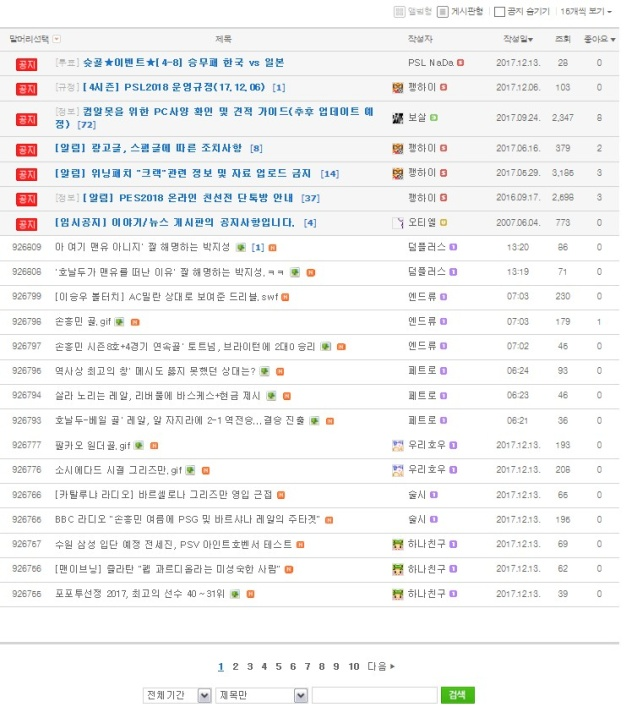 앨범형 게시판형 공지 숨기기 15개씩 보기
말머리선택 제목 작성자 작성일 조회 좋아요
공지 [투표] 슛골★이벤트★[4-8] 승무패 한국 vs 일본 PSL NaDa 2017.12.13. 28 0
공지 [규정] [4시즌] PSL2018 운영규정(17.12.06) [1] 쨍하이 2017.12.06. 103 0
공지 [정보] 컴알못을 위한 PC사양 확인 및 견적 가이드(추후 업데이트 예정) [72] 보살 2017.09.24. 2,347 8
공지 [알림] 광고글, 스팸글에 따른 조치사항 [8] 쨍하이 2017.06.16. 379 2
공지 [알림] 위닝패치 "크랙"관련 정보 및 자료 업로드 금지 [14] 쨍하이 2017.05.29. 3,185 3
공지 [정보] [알림] PES2018 온라인 친선전 단톡방 안내 [37] 쨍하이 2016.09.17. 2,698 3
공지 [임시공지] 이야기/뉴스 게시판의 공지사항입니다. [4] 오티엘 2007.06.04. 773 0
926809 아 여기 맨유 아니지' 잘 해명하는 박지성 [1] 덤플러스 13:20 86 0
926808 '호날두가 맨유를 떠난 이유' 잘 해명하는 박지성.ㅋㅋ 덤플러스 13:19 71 0
926799 [이승우 볼터치] AC밀란 상대로 보여준 드리블.swf 앤드류 07:03 230 0
926798 손흥민 골.gif 앤드류 07:03 179 1
926797 손흥민 시즌8호+4경기 연속골' 토트넘, 브라이턴에 2대0 승리 앤드류 07:02 46 0
926796 역사상 최고의 창' 메시도 뚫지 못했던 상대는? 페트로 06:24 93 0
926794 살라 노리는 레알, 리버풀에 바스케스+현금 제시 페트로 06:23 46 0
926793 호날두-베일 골' 레알, 알 자지라에 2-1 역전승...결승 진출 페트로 06:21 36 0
926777 팔카오 원더골.gif 우리호우 2017.12.13. 193 0
926776 소시에다드 시절 그리즈만.gif 우리호우 2017.12.13. 208 0
926768 [카탈루냐 라디오] 바르셀로나 그리즈만 영입 근접 술시 2017.12.13. 66 0
926766 BBC 라디오 "손흥민 여름에 PSG 및 바르샤나 레알의 주타겟" 술시 2017.12.13. 196 0
926767 수원 삼성 입단 예정 전세진, PSV 아인트호벤서 테스트 하나친구 2017.12.13. 69 0
926766 [맨이브닝] 즐라탄 "펩 과르디올라는 미성숙한 사람" 하나친구 2017.12.13. 62 0
926765 포포투선정 2017, 최고의 선수 40~31위 하나친구 2017.12.13. 39 0
1 2 3 4 5 6 7 8 9 10 다음
전체기간 제목만 검색